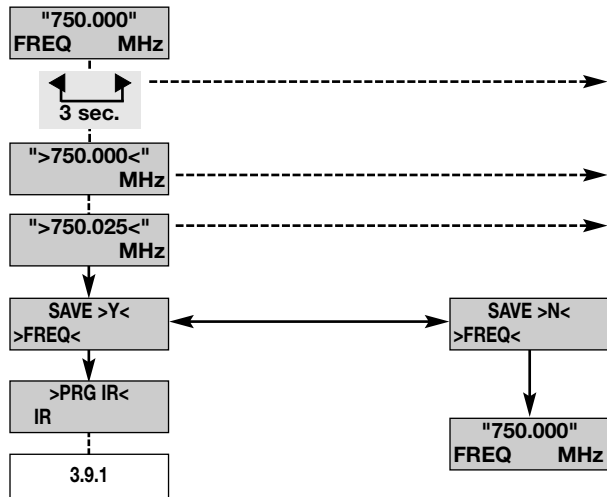 "750.000"
FREQ MHz
3 sec.
">750.000<"
MHz
">750.025<"
MHz
SAVE >Y<
>FREQ<
SAVE >N<
>FREQ<
>PRG IR<
IR
"750.000"
FREQ MHz
3.9.1